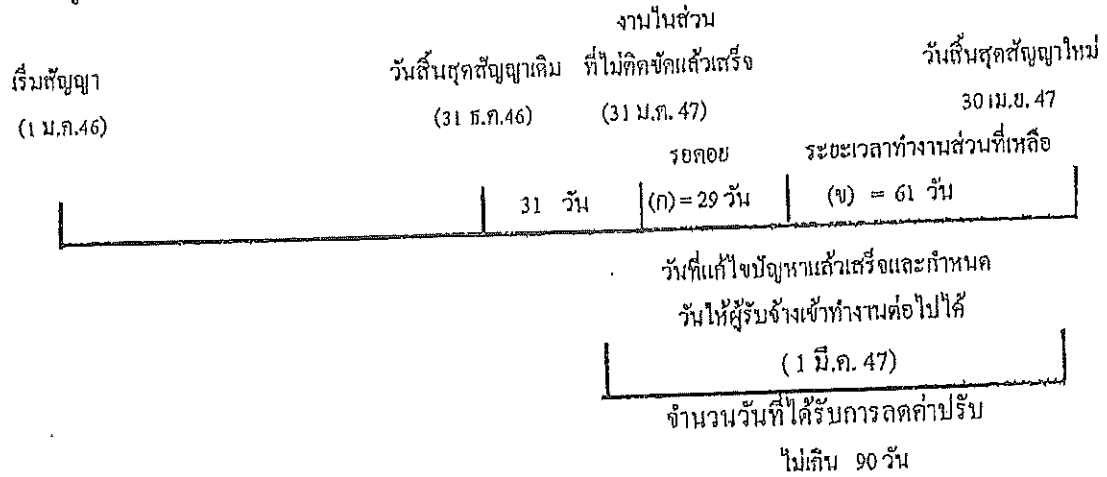 งานในส่วน
เริ่มสัญญา วันสิ้นสุดสัญญาเดิม ที่ไม่ติดขัดแล้วเสร็จ วันสิ้นสุดสัญญาใหม่
(1 ม.ค.46) (31 ธ.ค.46) (31 ม.ค. 47) 30 เม.ย. 47
รอคอย ระยะเวลาทำงานส่วนที่เหลือ
31 วัน (ก) = 29 วัน (ข) = 61 วัน
วันที่แก้ไขปัญหาแล้วเสร็จและกำหนด
วันให้ผู้รับจ้างเข้าทำงานต่อไปได้
( 1 มี.ค. 47)
จำนวนวันที่ได้รับการลดค่าปรับ
ไม่เกิน 90 วัน